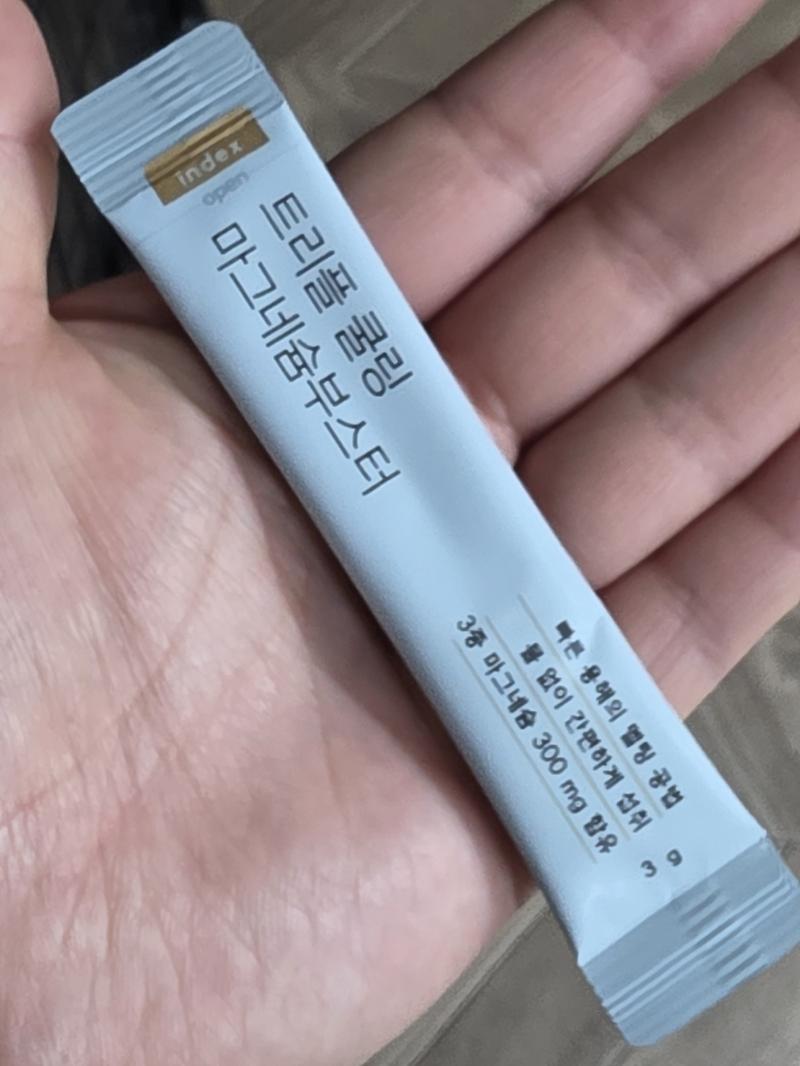 index
open
트리플 쿨링
마그네슘부스터
빠른 용해의 멜팅 공법
물 없이 간편하게 섭취
3종 마그네슘 300 mg 함유
3 g